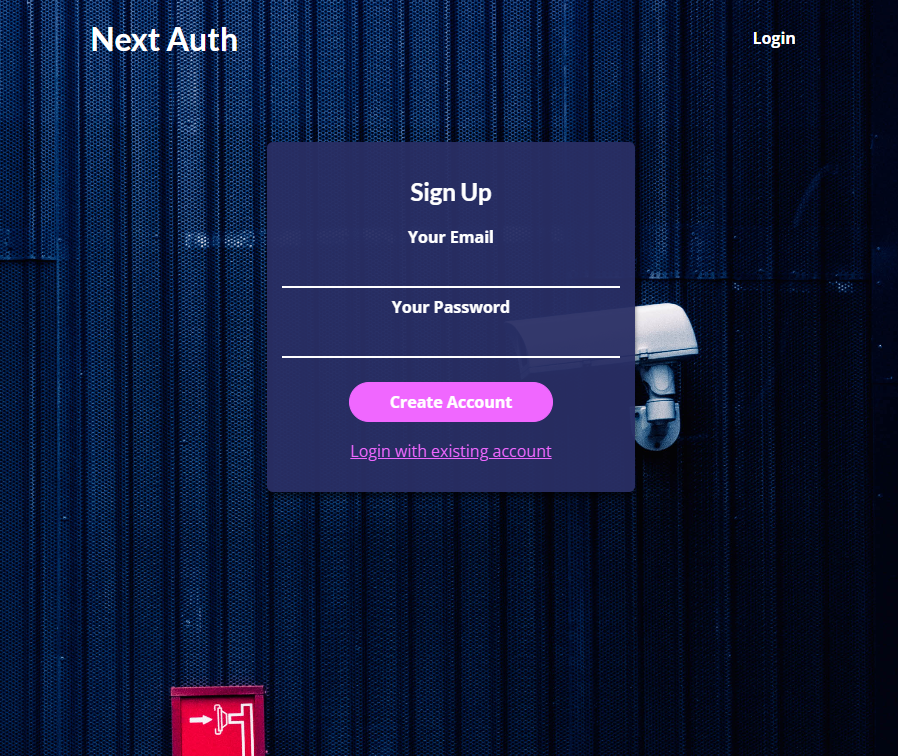 Next Auth
Login
Sign Up
Your Email
Your Password
Create Account
Login with existing account